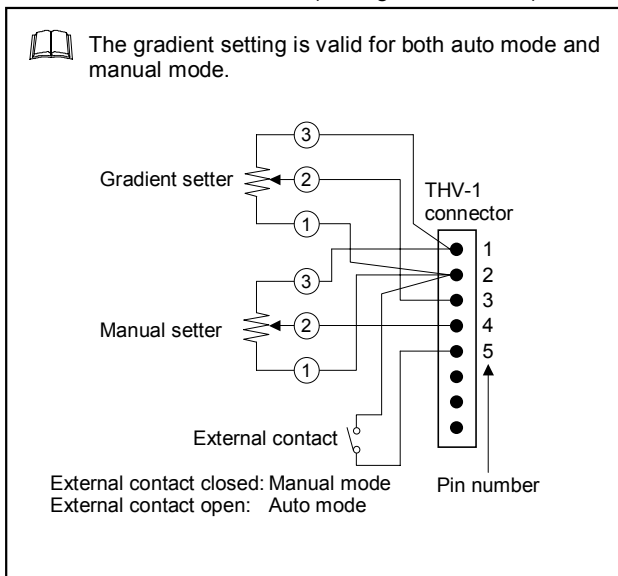 The gradient setting is valid for both auto mode and
manual mode.
3
Gradient setter
2
1
THV-1
connector
1
2
3
4
5
3
Manual setter
2
1
External contact
External contact closed: Manual mode
External contact open: Auto mode
Pin number